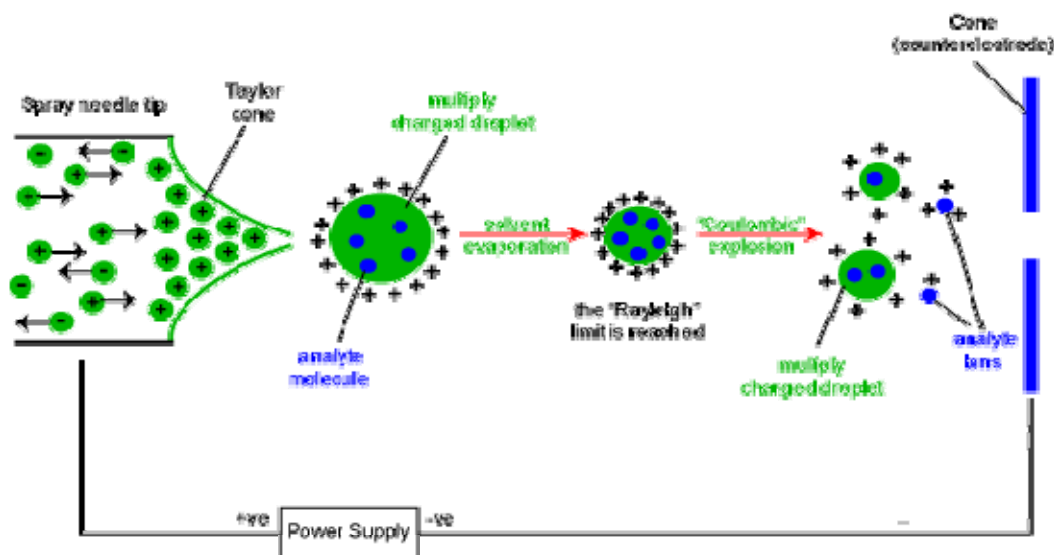 Cone
(counterelectrode)
Spray needle tip
Taylor
cone
multiply
charged droplet
solvent
evaporation
"Coulombic"
explosion
the "Rayleigh"
limit is reached
analyte
molecule
multiply
charged droplet
analyte
ions
+ve
Power Supply
-ve